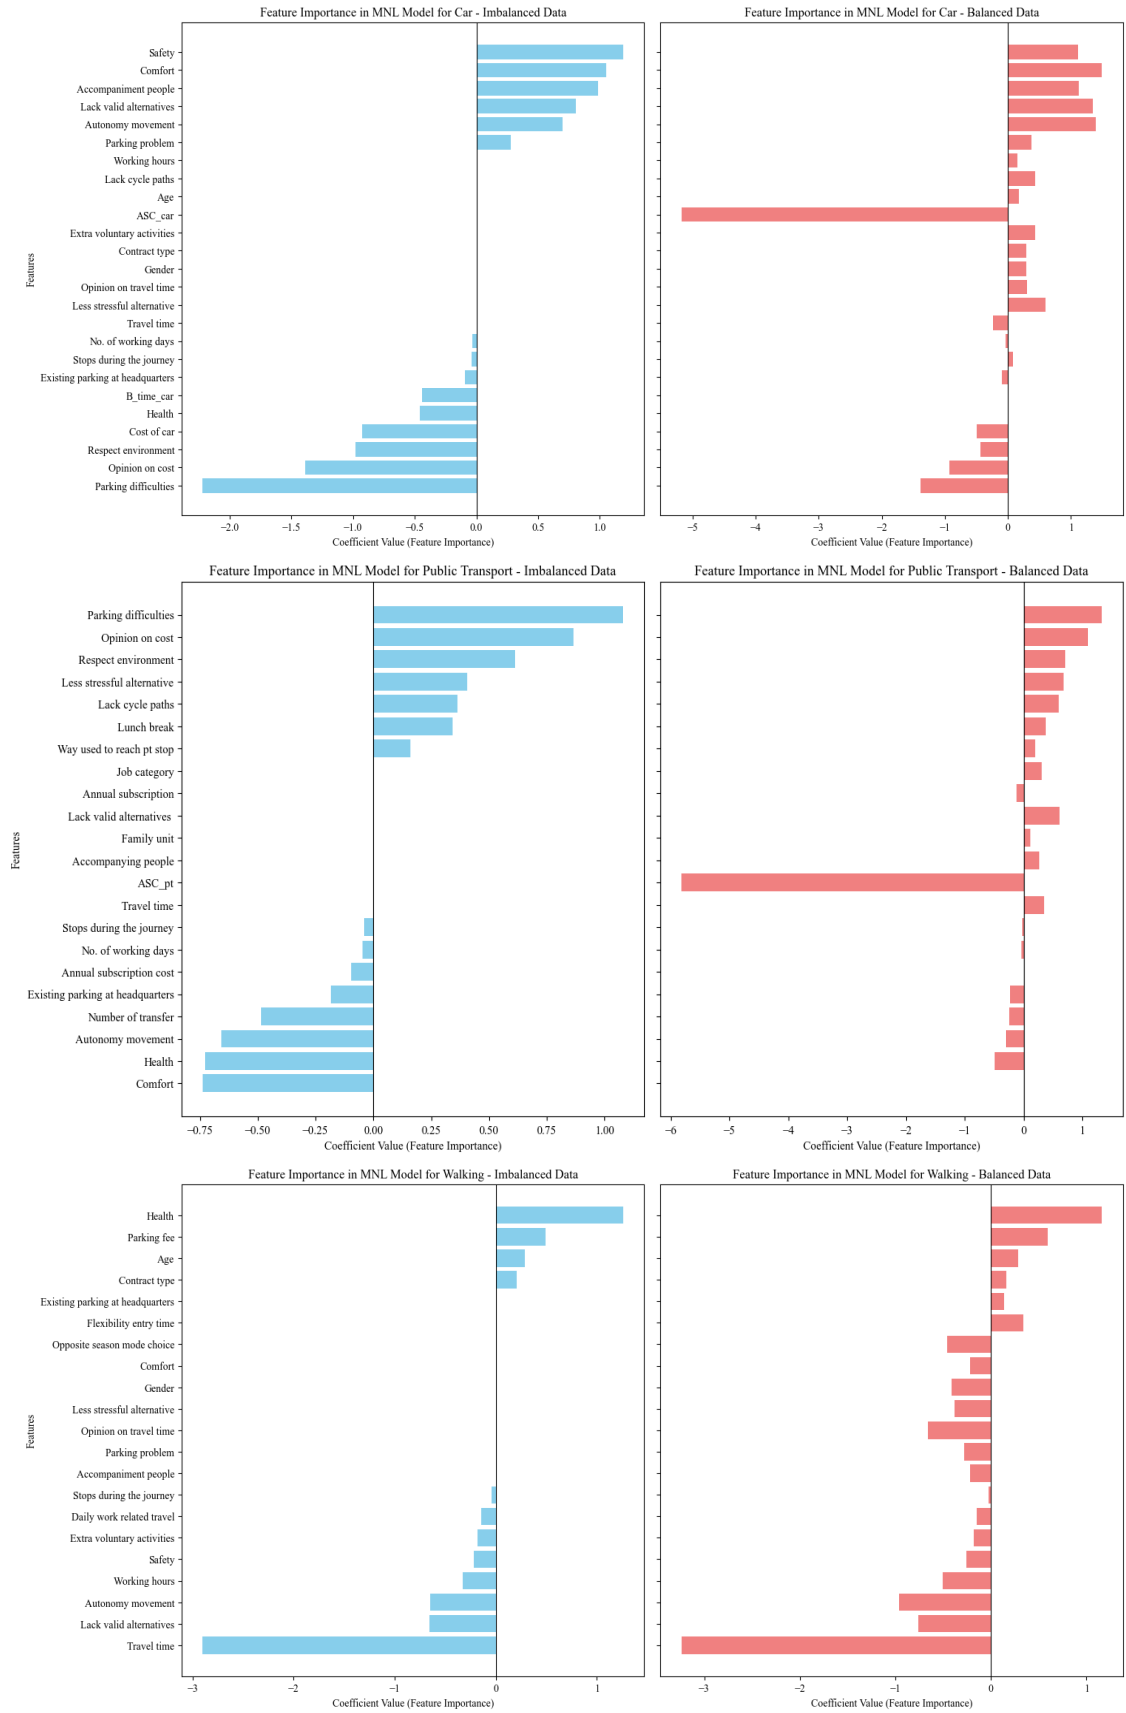 Feature Importance in MNL Model for Car - Imbalanced Data
Feature Importance in MNL Model for Car - Balanced Data
Safety
Comfort
Accompaniment people
Lack valid alternatives
Autonomy movement
Parking problem
Working hours
Lack cycle paths
Age
ASC_car
Extra voluntary activities
Contract type
Gender
Opinion on travel time
Less stressful alternative
Travel time
No. of working days
Stops during the journey
Existing parking at headquarters
B_time_car
Health
Cost of car
Respect environment
Opinion on cost
Parking difficulties
Features
−2.0 −1.5 −1.0 −0.5 0.0 0.5 1.0
−5 −4 −3 −2 −1 0 1
Coefficient Value (Feature Importance)
Coefficient Value (Feature Importance)
Feature Importance in MNL Model for Public Transport - Imbalanced Data
Feature Importance in MNL Model for Public Transport - Balanced Data
Parking difficulties
Opinion on cost
Respect environment
Less stressful alternative
Lack cycle paths
Lunch break
Way used to reach pt stop
Job category
Annual subscription
Lack valid alternatives
Family unit
Accompanying people
ASC_pt
Travel time
Stops during the journey
No. of working days
Annual subscription cost
Existing parking at headquarters
Number of transfer
Autonomy movement
Health
Comfort
Features
−0.75 −0.50 −0.25 0.00 0.25 0.50 0.75 1.00
−6 −5 −4 −3 −2 −1 0 1
Coefficient Value (Feature Importance)
Coefficient Value (Feature Importance)
Feature Importance in MNL Model for Walking - Imbalanced Data
Feature Importance in MNL Model for Walking - Balanced Data
Health
Parking fee
Age
Contract type
Existing parking at headquarters
Flexibility entry time
Opposite season mode choice
Comfort
Gender
Less stressful alternative
Opinion on travel time
Parking problem
Accompaniment people
Stops during the journey
Daily work related travel
Extra voluntary activities
Safety
Working hours
Autonomy movement
Lack valid alternatives
Travel time
Features
−3 −2 −1 0 1
−3 −2 −1 0 1
Coefficient Value (Feature Importance)
Coefficient Value (Feature Importance)